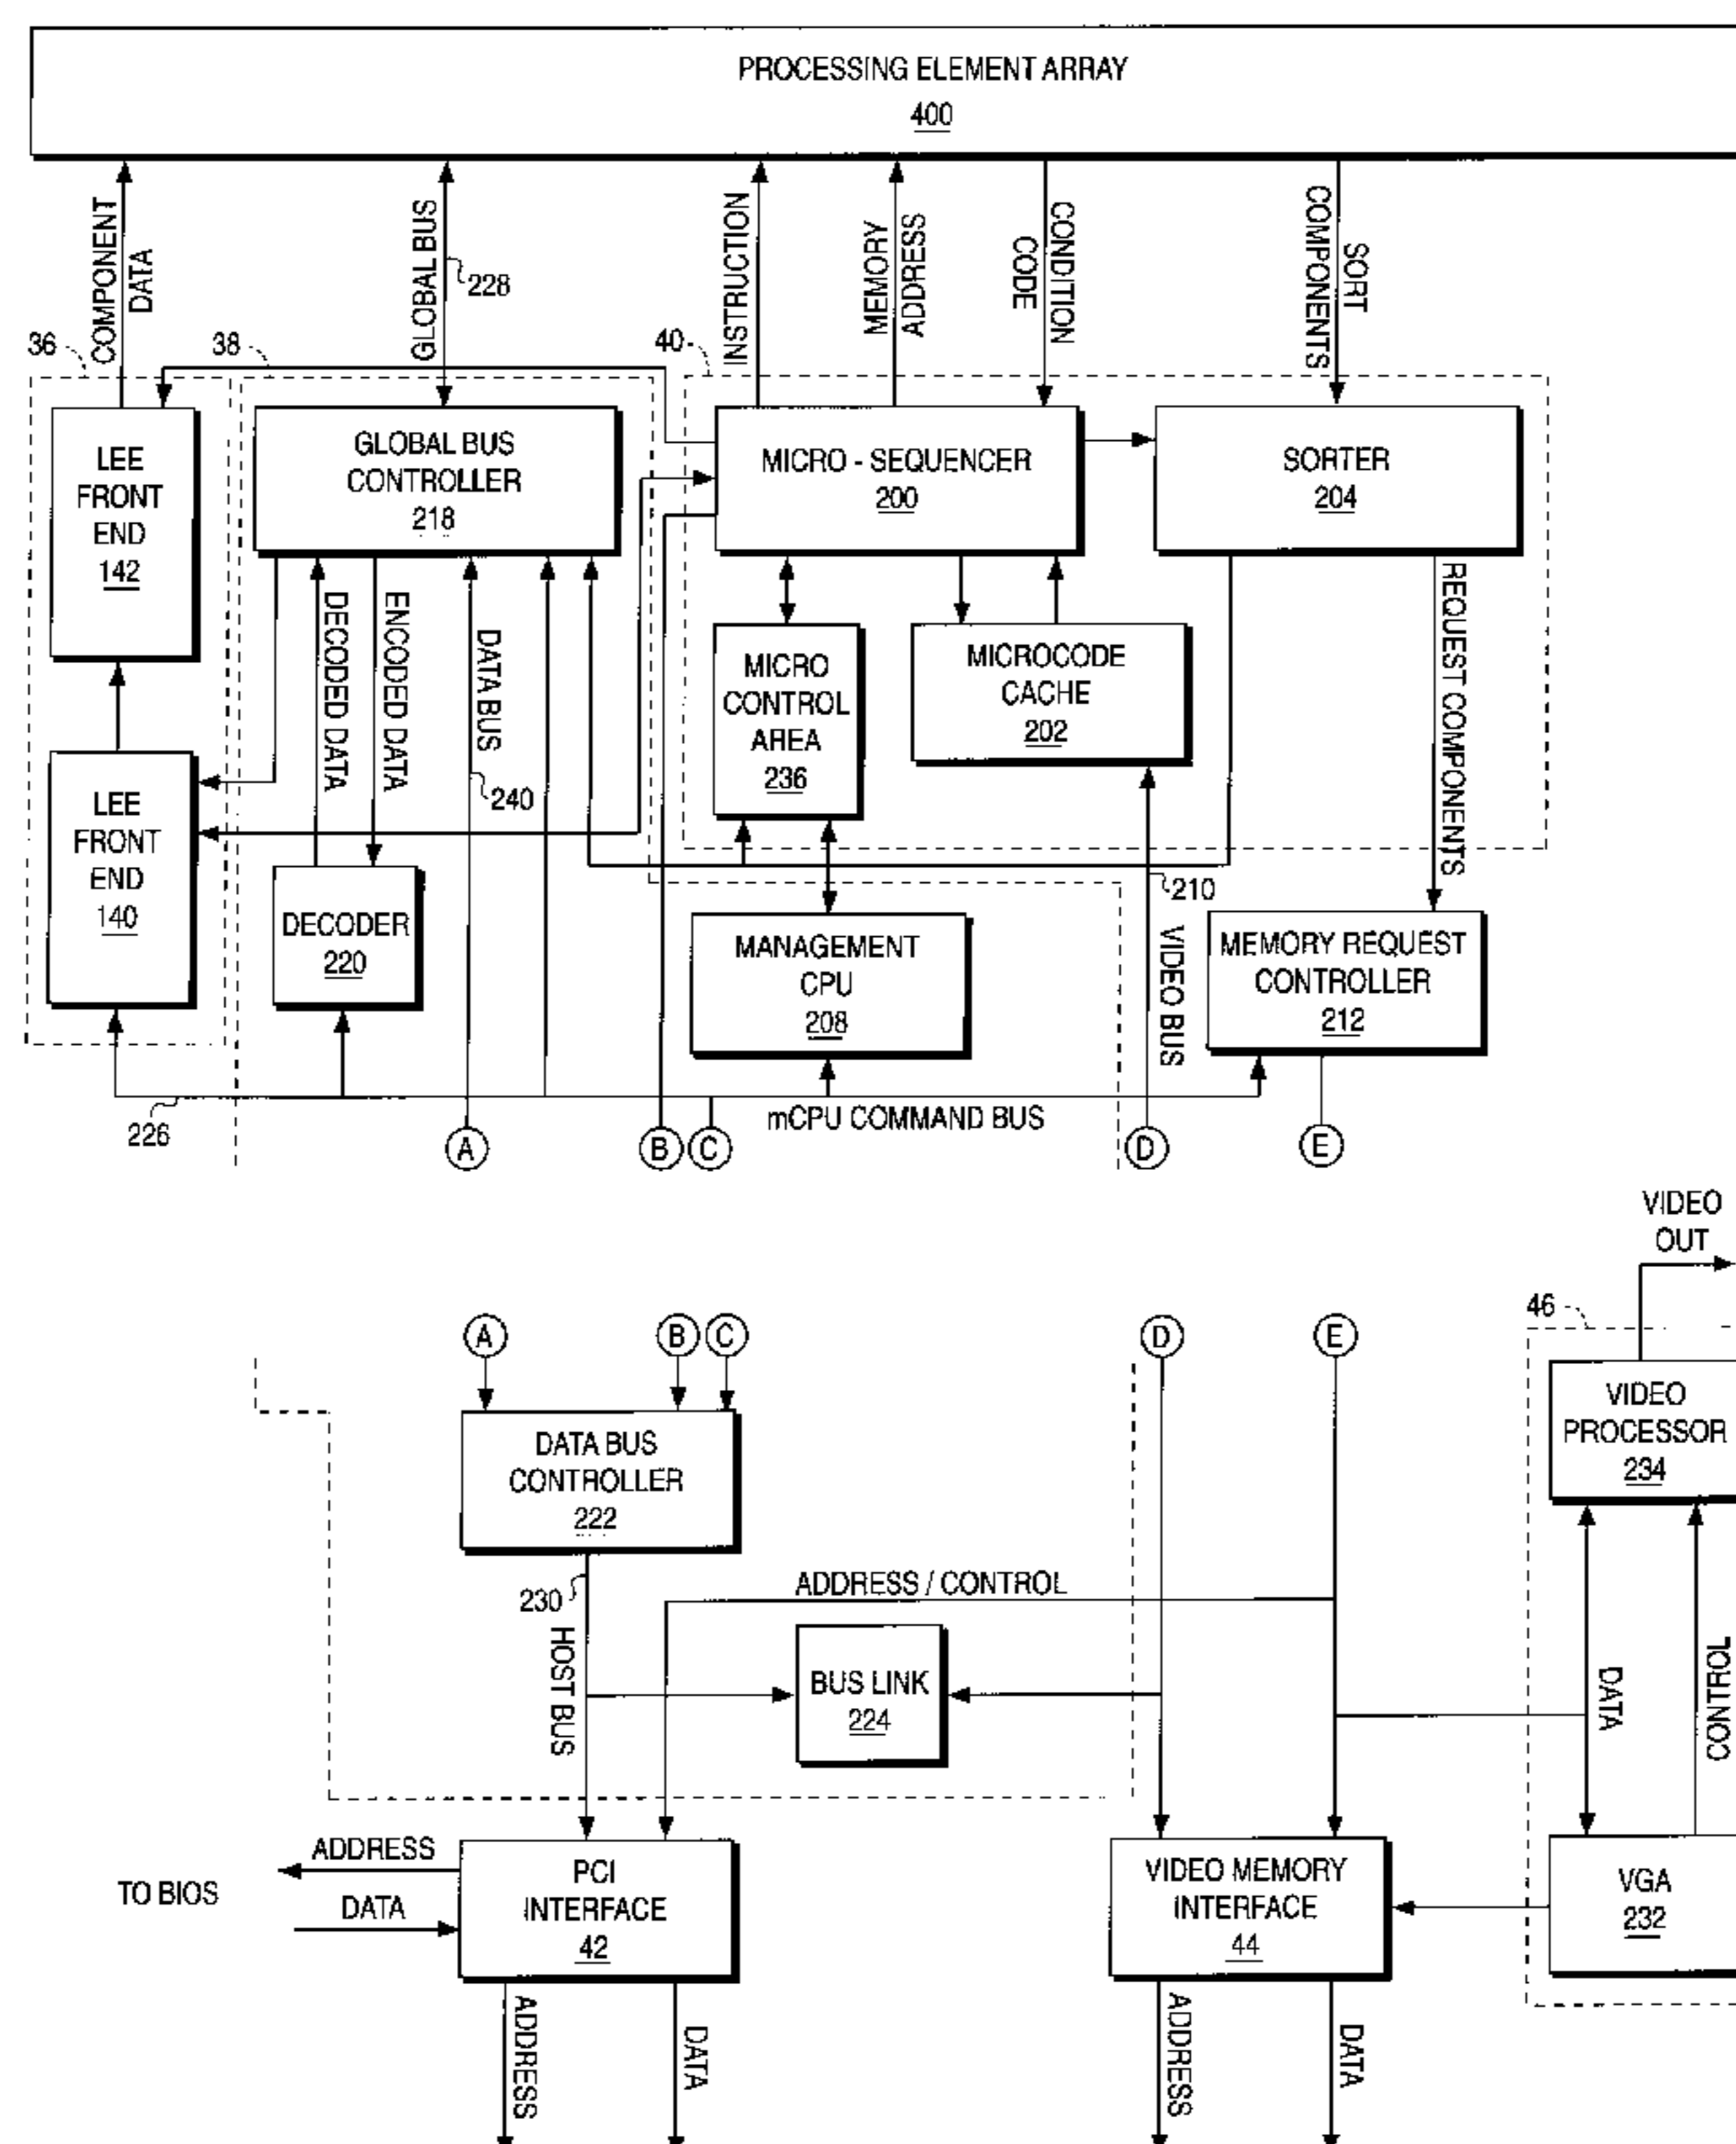 PROCESSING ELEMENT ARRAY
400
COMPONENT
DATA
GLOBAL BUS
228
INSTRUCTION
MEMORY
ADDRESS
CONDITION
CODE
SORT
COMPONENTS
36
38
40
LEE
FRONT
END
142
GLOBAL BUS
CONTROLLER
218
MICRO - SEQUENCER
200
SORTER
204
DECODED DATA
ENCODED DATA
DATA BUS
240
MICRO
CONTROL
AREA
236
MICROCODE
CACHE
202
REQUEST COMPONENTS
LEE
FRONT
END
140
DECODER
220
MANAGEMENT
CPU
208
210
VIDEO BUS
MEMORY REQUEST
CONTROLLER
212
226
mCPU COMMAND BUS
A
B
C
D
E
VIDEO
OUT
46
A
B
C
D
E
DATA BUS
CONTROLLER
222
VIDEO
PROCESSOR
234
230
HOST BUS
ADDRESS / CONTROL
BUS LINK
224
DATA
CONTROL
TO BIOS
ADDRESS
DATA
PCI
INTERFACE
42
VIDEO MEMORY
INTERFACE
44
VGA
232
ADDRESS
DATA
ADDRESS
DATA